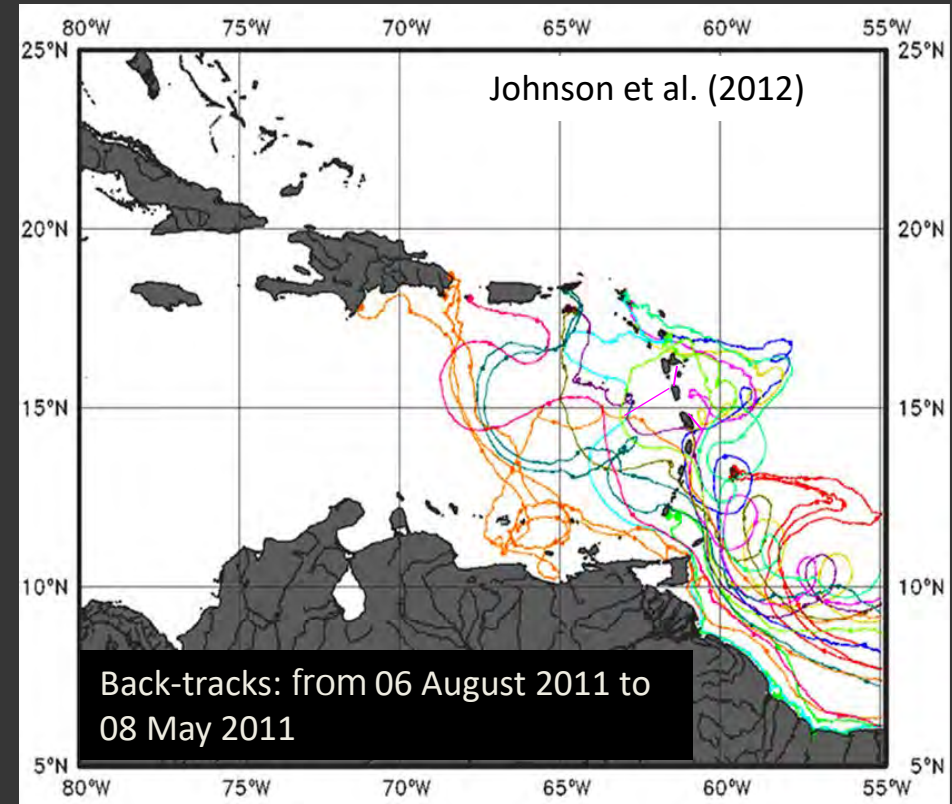 80°W 75°W 70°W 65°W 60°W 55°W
25°N 25°N
Johnson et al. (2012)
20°N 20°N
15°N 15°N
10°N 10°N
Back-tracks: from 06 August 2011 to
08 May 2011
5°N 5°N
80°W 75°W 70°W 65°W 60°W 55°W